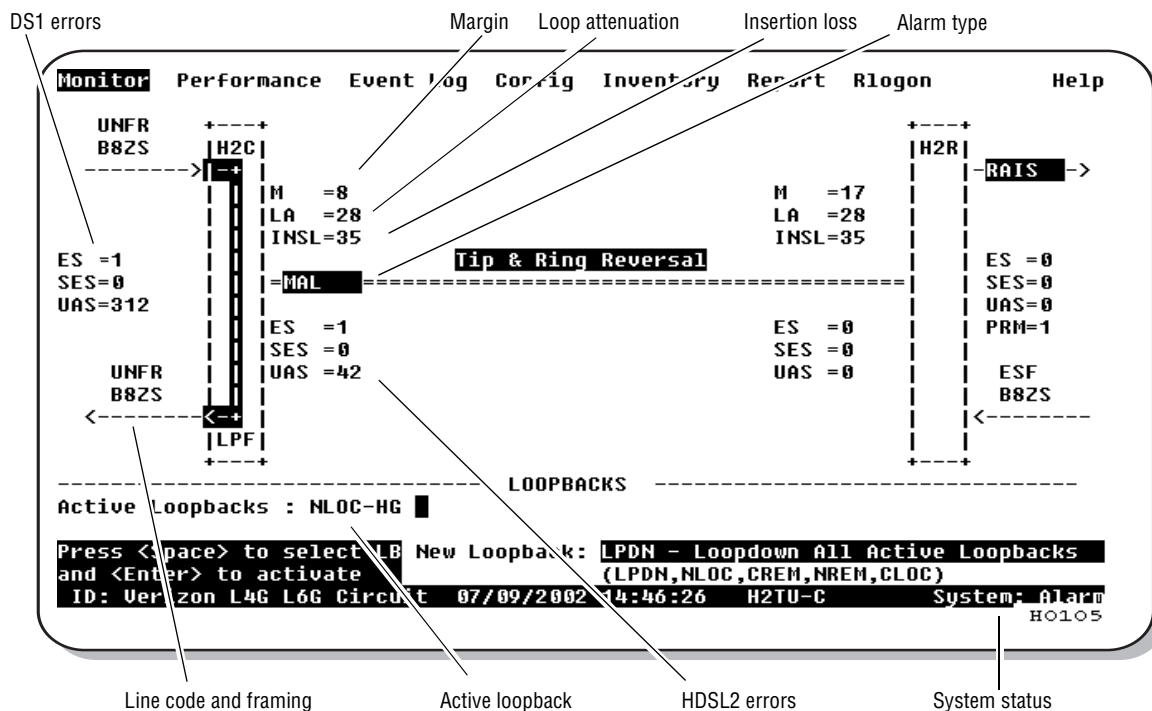 DS1 errors Margin Loop attenuation Insertion loss Alarm type
Monitor Performance Event Log Config Inventory Report Rlogon Help
UNFR +---+ +---+
B8ZS |H2C| |H2R|
-------->|-+ |-RAIS ->
M =8 M =17
LA =28 LA =28
INSL=35 INSL=35
ES =1 Tip & Ring Reversal ES =0
SES=0 =MAL ========================================= SES=0
UAS=312 UAS=0
ES =1 ES =0 PRM=1
SES =0 SES =0
UNFR UAS =42 UAS =0 ESF
B8ZS B8ZS
<---------<-+ |<--------
|LPF|
+---+ +---+
LOOPBACKS
Active Loopbacks : NLOC-HG
Press <Space> to select LB New Loopback: LPDN - Loopdown All Active Loopbacks
and <Enter> to activate (LPDN,NLOC,CREM,NREM,CLOC)
ID: Verizon L4G L6G Circuit 07/09/2002 14:46:26 H2TU-C System: Alarm
H0105
Line code and framing Active loopback HDSL2 errors System status